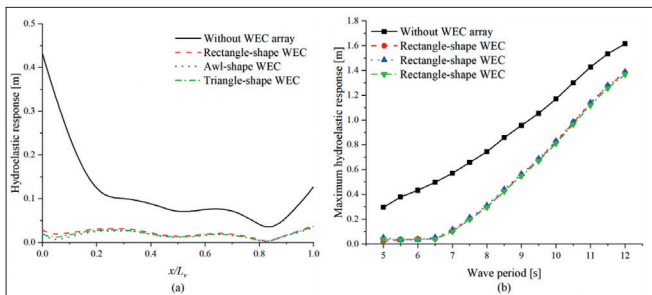 Without WEC array
Rectangle-shape WEC
Awl-shape WEC
Triangle-shape WEC
Hydroelastic response [m]
0.5
0.4
0.3
0.2
0.1
0.0
0.0 0.2 0.4 0.6 0.8 1.0
x/Lv
(a)
Without WEC array
Rectangle-shape WEC
Rectangle-shape WEC
Rectangle-shape WEC
Maximum hydroelastic response [m]
1.8
1.6
1.4
1.2
1.0
0.8
0.6
0.4
0.2
0.0
5 6 7 8 9 10 11 12
Wave period [s]
(b)